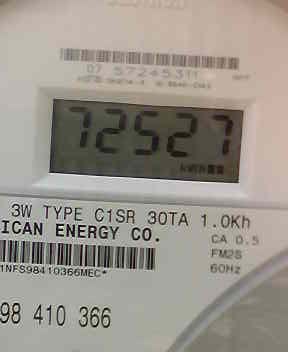 07 57245311
72527
3W TYPE C1SR 30TA 1.0Kh
ICAN ENERGY CO.
CA 0.5
FM2S
60Hz
1NFS98410366MEC*
98 410 366